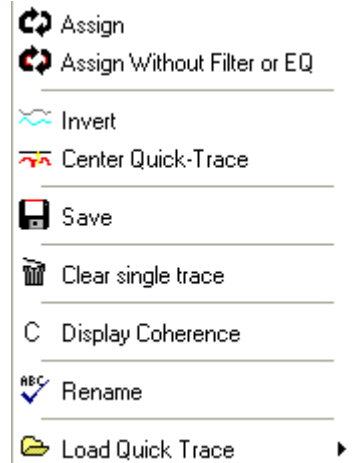 Assign
Assign Without Filter or EQ
Invert
Center Quick-Trace
Save
Clear single trace
C Display Coherence
ABC Rename
Load Quick Trace